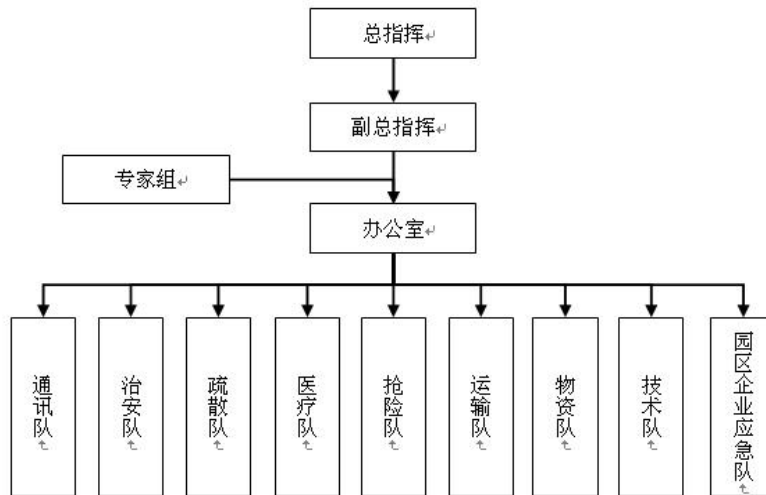 总指挥
副总指挥
专家组
办公室
通讯队
治安队
疏散队
医疗队
抢险队
运输队
物资队
技术队
园区企业应急队